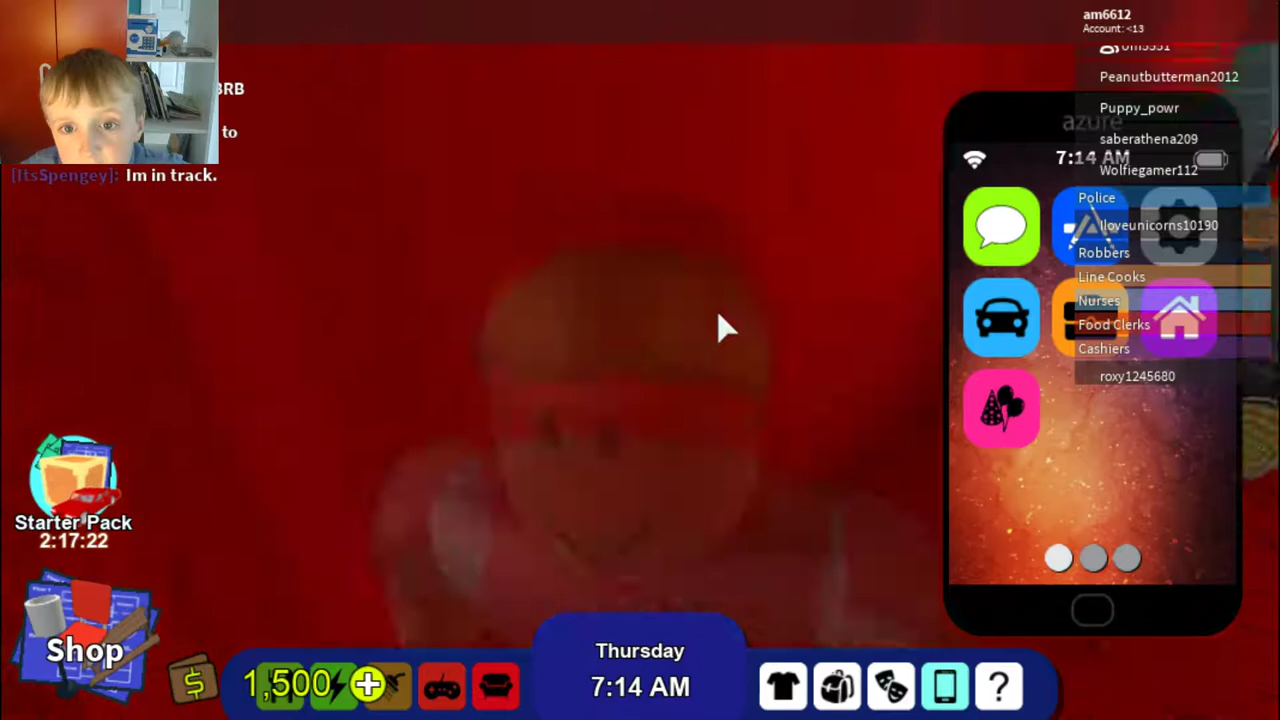 am6612
Account: <13
BRB
Peanutbutterman2012
Puppy_powr
to
azure
saberathena209
7:14 AM
Wolfiegamer112
[ItsSpengey]: Im in track.
Police
Iloveunicorns10190
Robbers
Line Cooks
Nurses
Food Clerks
Cashiers
roxy1245680
Starter Pack
2:17:22
Shop
$
1,500
Thursday
7:14 AM
?